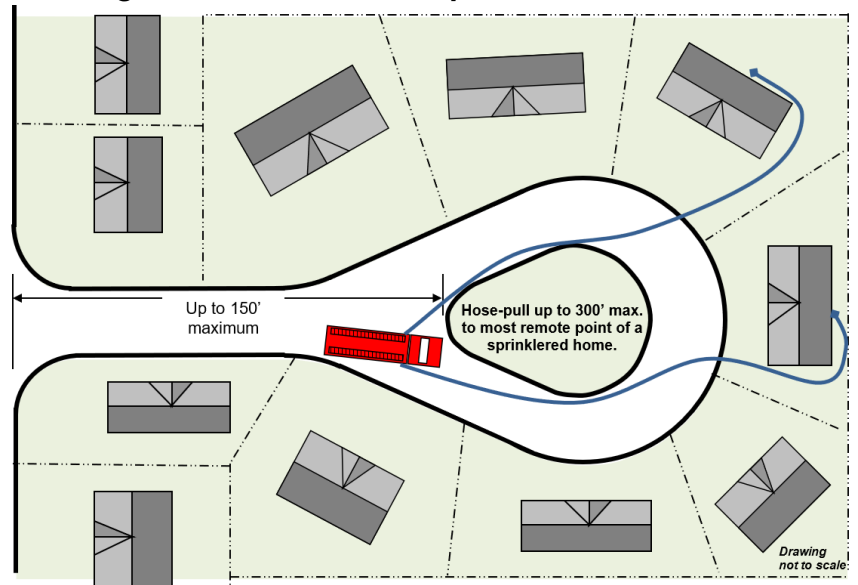 Up to 150’
maximum
Hose-pull up to 300’ max.
to most remote point of a
sprinklered home.
Drawing
not to scale